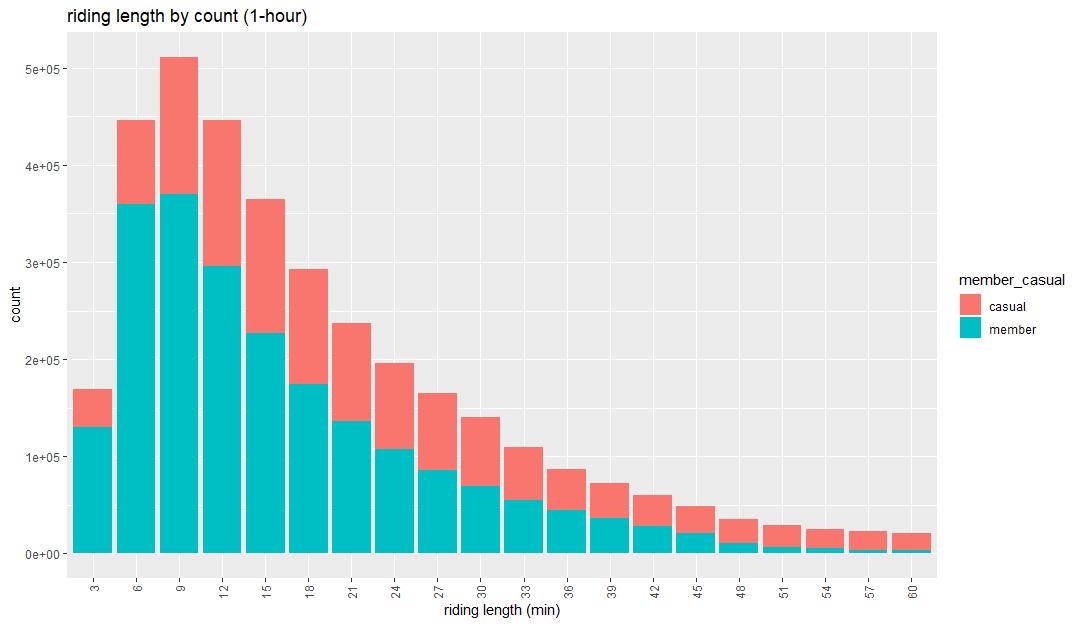 riding length by count (1-hour)
5e+05
4e+05
3e+05
2e+05
1e+05
0e+00
count
3 6 9 12 15 18 21 24 27 30 33 36 39 42 45 48 51 54 57 60
riding length (min)
member_casual
casual
member